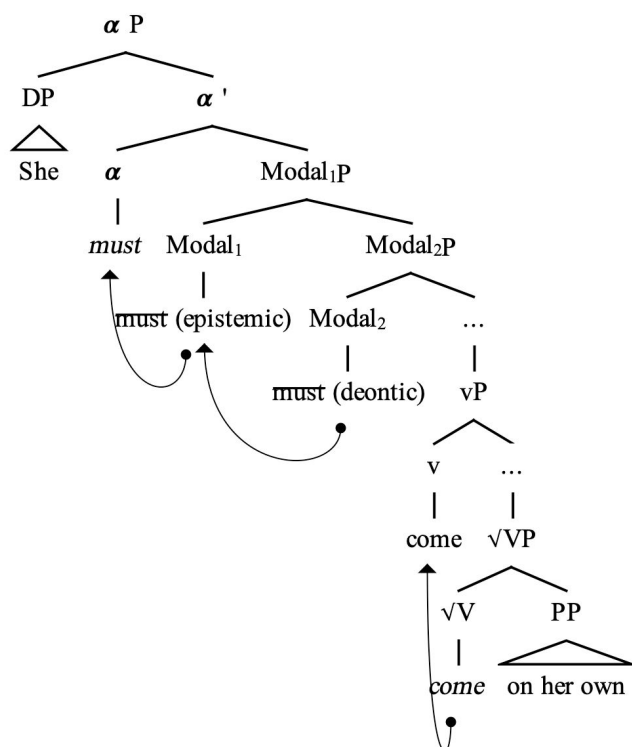 α P
DP α '
She α Modal₁P
must Modal₁ Modal₂P
must (epistemic) Modal₂ ...
must (deontic) vP
v ...
come √VP
√V PP
come on her own